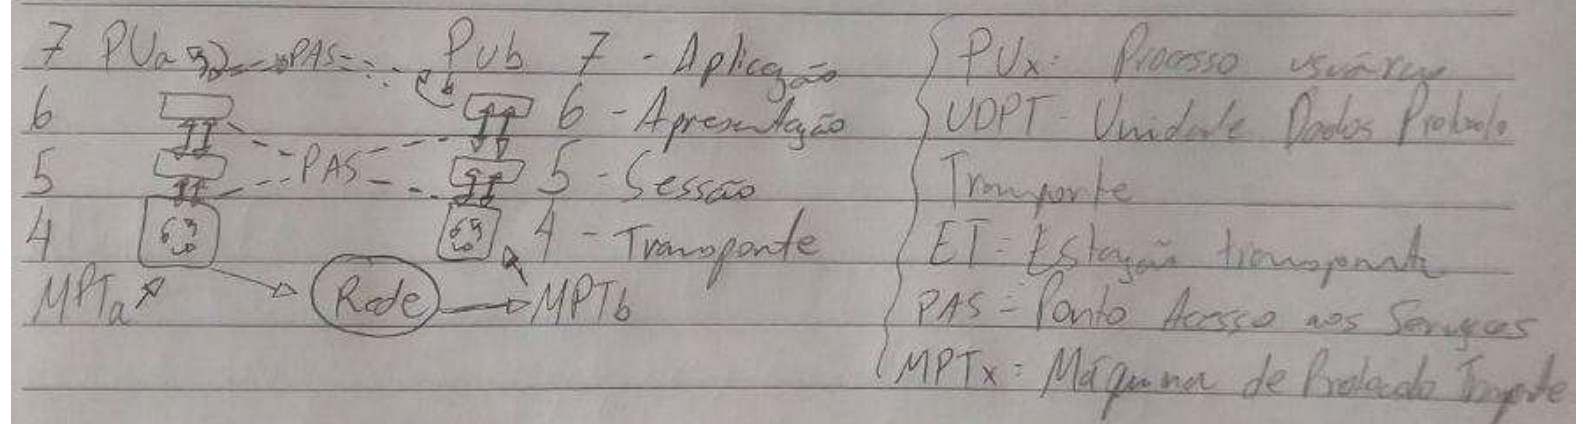 7 PUa PAS PUb 7 - Aplicação
6 6 - Apresentação
PAS
5 5 - Sessão
4 4 - Transporte
MPTa Rede MPTb
PUx: Processo usuário
UDPT - Unidade Dados Protocolo
Transporte
ET = Estação transporte
PAS = Ponto Acesso aos Serviços
MPTx: Máquina de Protocolo Transporte